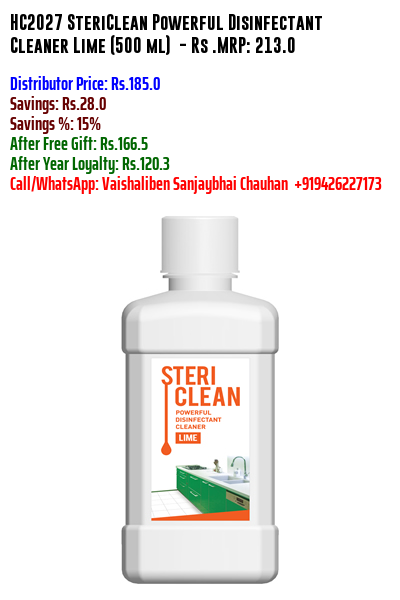 HC2027 SteriClean Powerful Disinfectant
Cleaner Lime (500 ml) - Rs .MRP: 213.0
Distributor Price: Rs.185.0
Savings: Rs.28.0
Savings %: 15%
After Free Gift: Rs.166.5
After Year Loyalty: Rs.120.3
Call/WhatsApp: Vaishaliben Sanjaybhai Chauhan +919426227173
STERI
CLEAN
POWERFUL
DISINFECTANT
CLEANER
LIME